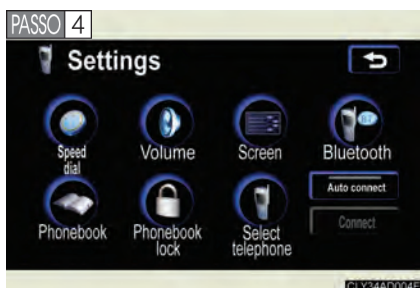 PASSO 4
Settings
Speed
dial
Volume
Screen
Bluetooth
Auto connect
Phonebook
Phonebook
lock
Select
telephone
Connect